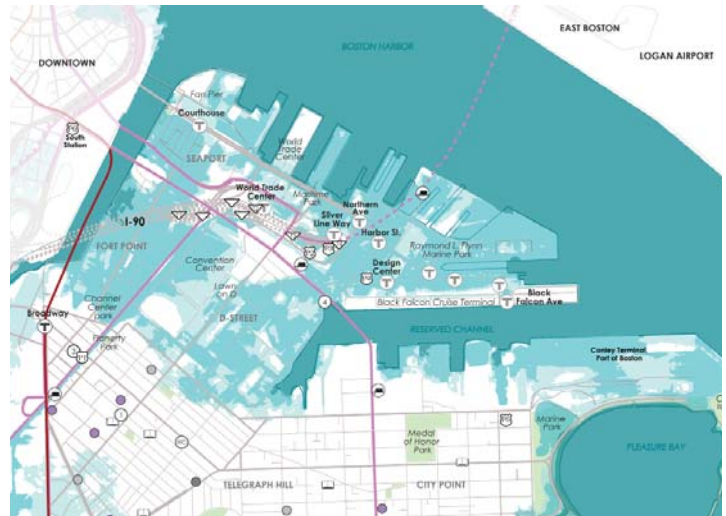 EAST BOSTON
BOSTON HARBOR
LOGAN AIRPORT
DOWNTOWN
Fan Pier
Courthouse
South
Station
World
Trade
Center
SEAPORT
World Trade
Center
Maritime
Park
Northern
Ave
I-90
Silver
Line Way
Harbor St.
FORT POINT
Raymond L. Flynn
Marine Park
Convention
Center
Design
Center
Lawn
on D
Black
Falcon Ave
Black Falcon Cruise Terminal
Channel
Center
park
Broadway
D-STREET
4
RESERVED CHANNEL
Flaherty
Park
Conley Terminal
Port of Boston
1
Marine
Park
Medal
of Honor
Park
PLEASURE BAY
TELEGRAPH HILL
CITY POINT